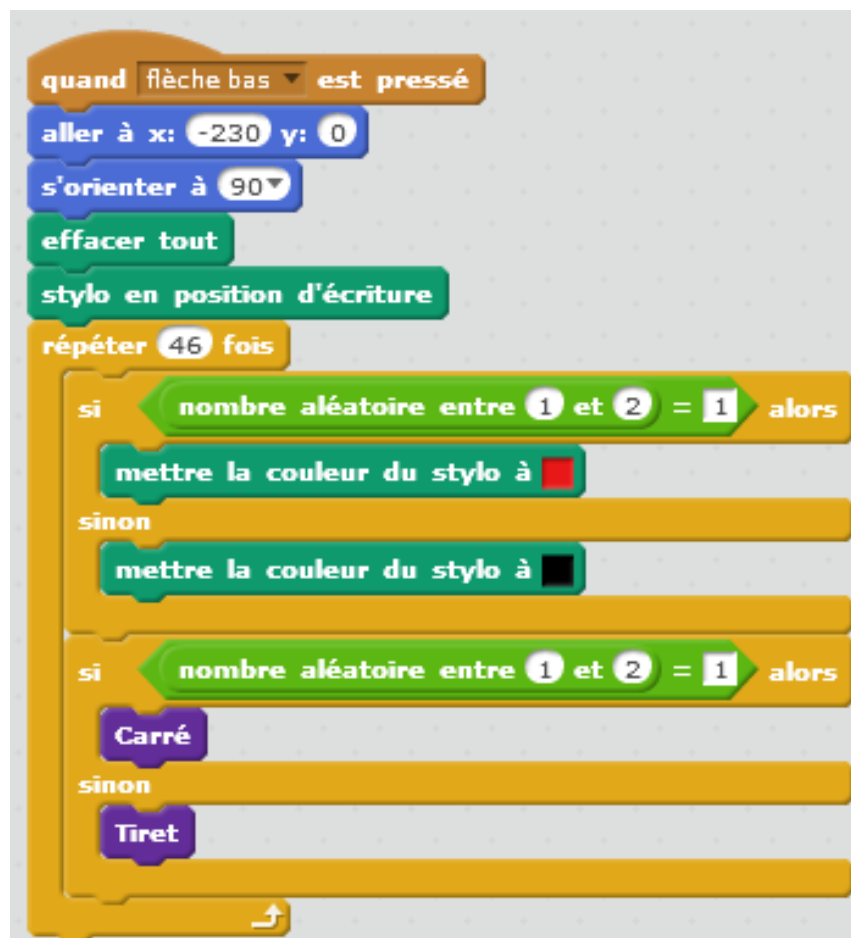 quand flèche bas est pressé
aller à x: -230 y: 0
s'orienter à 90
effacer tout
stylo en position d'écriture
répéter 46 fois
si nombre aléatoire entre 1 et 2 = 1 alors
mettre la couleur du stylo à
sinon
mettre la couleur du stylo à
si nombre aléatoire entre 1 et 2 = 1 alors
Carré
sinon
Tiret